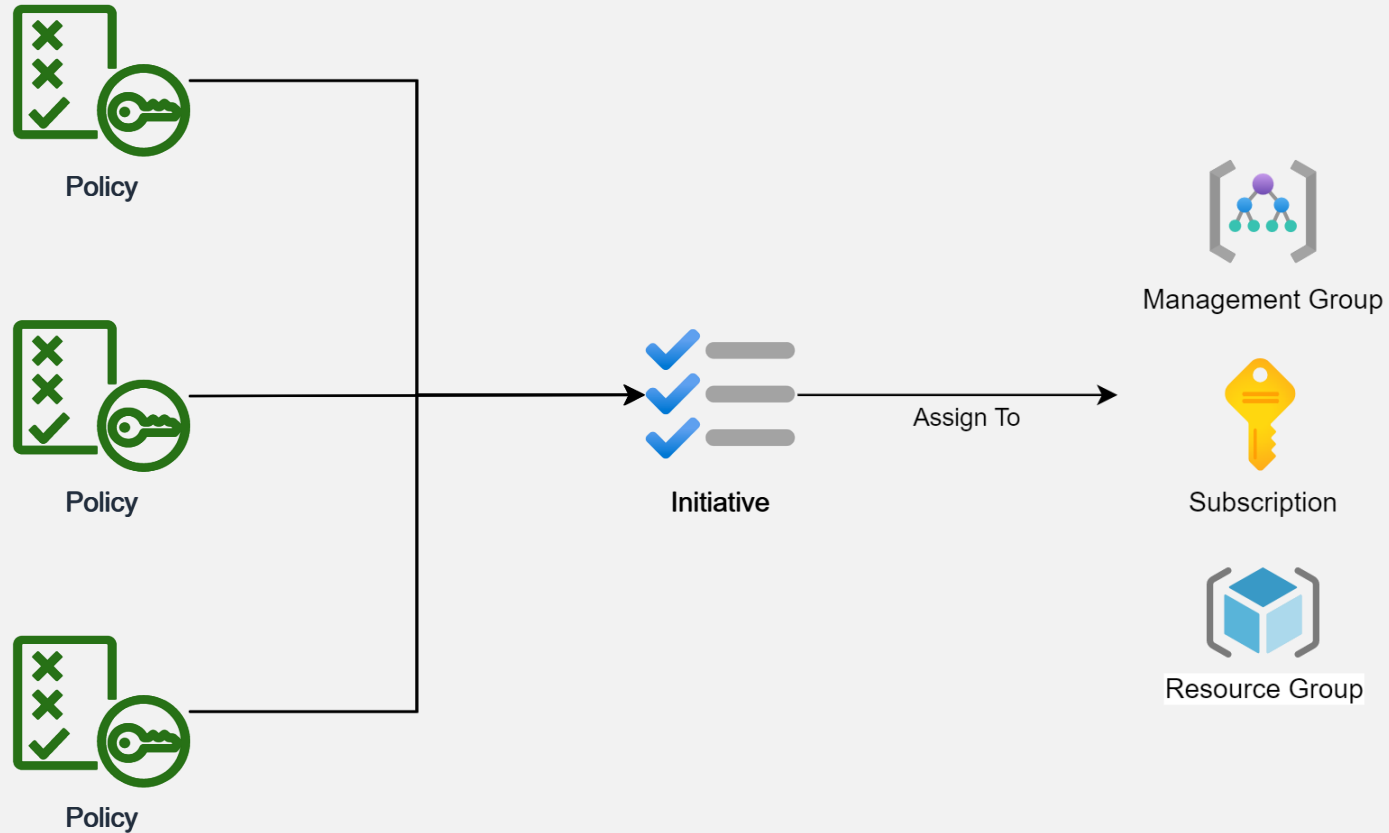 Policy
Policy
Policy
Initiative
Assign To
Management Group
Subscription
Resource Group